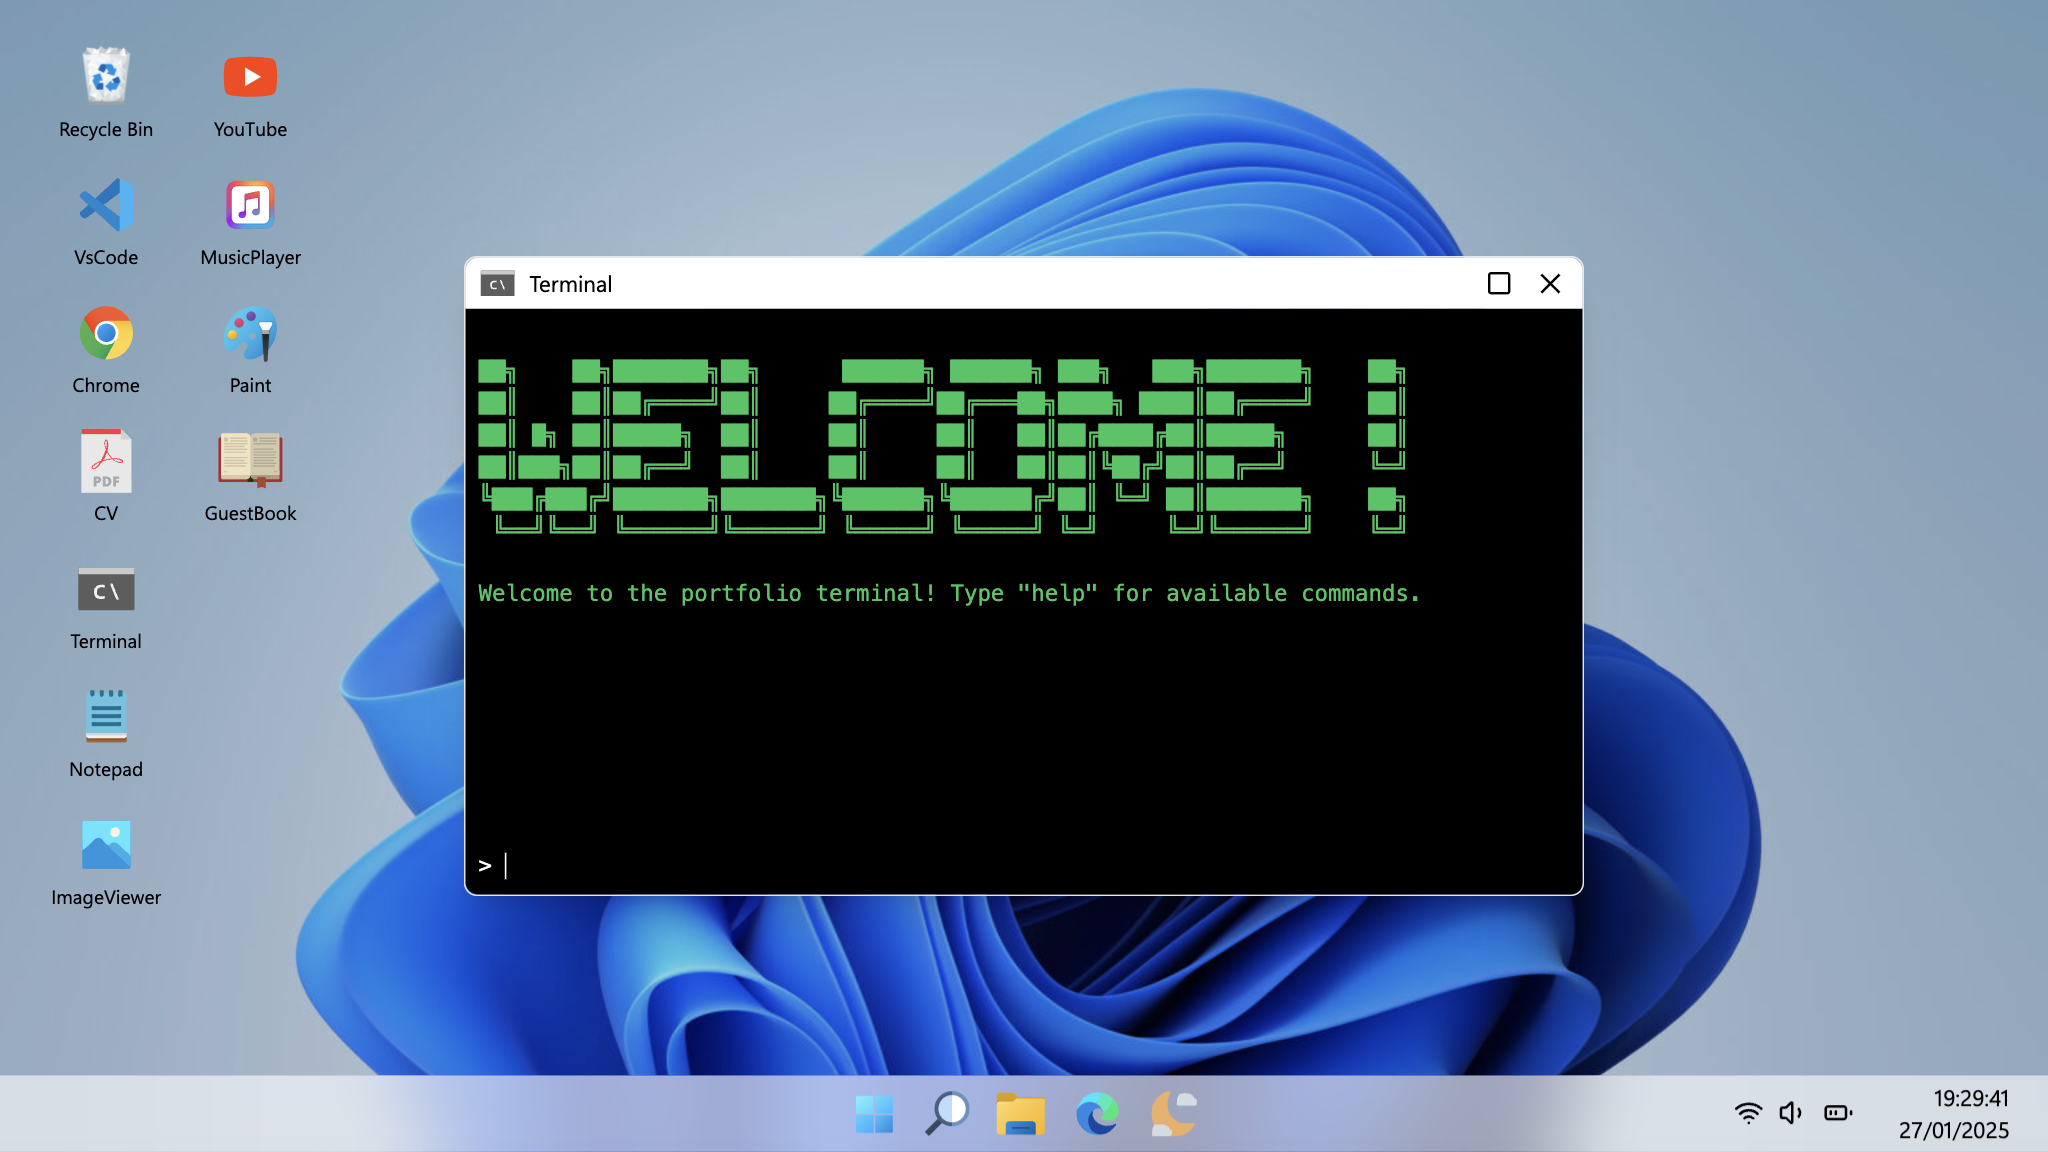 Recycle Bin
YouTube
VsCode
MusicPlayer
Chrome
Paint
PDF
CV
GuestBook
C\
Terminal
Notepad
ImageViewer
C\ Terminal
WELCOME !
Welcome to the portfolio terminal! Type "help" for available commands.
>
19:29:41
27/01/2025